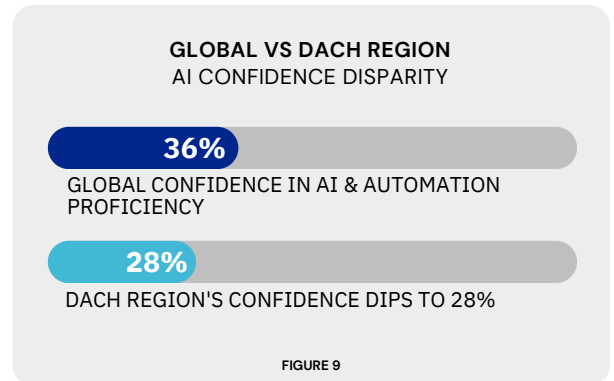 GLOBAL VS DACH REGION
AI CONFIDENCE DISPARITY
36%
GLOBAL CONFIDENCE IN AI & AUTOMATION
PROFICIENCY
28%
DACH REGION'S CONFIDENCE DIPS TO 28%
FIGURE 9